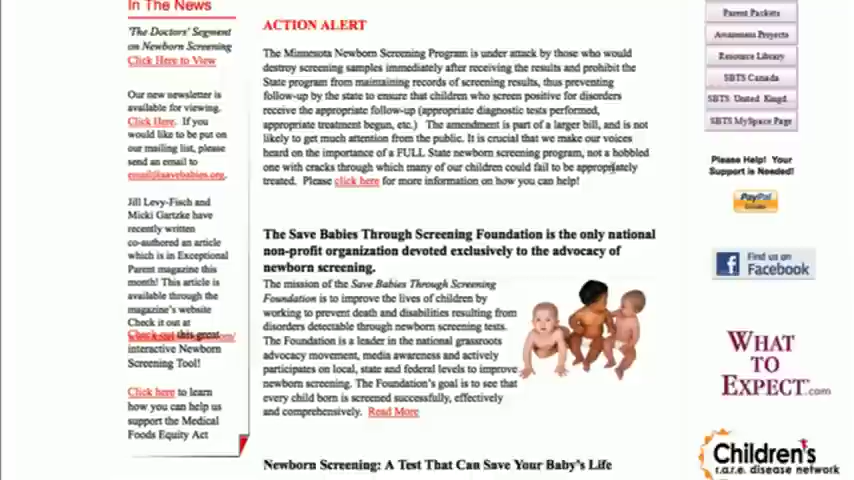 In The News
'The Doctors' Segment
on Newborn Screening
Click Here to View
Our new newsletter is
available for viewing.
Click Here. If you
would like to be put on
our mailing list, please
send an email to
email@savebabies.org.
Jill Levy-Fisch and
Micki Gartzke have
recently written
co-authored an article
which is in Exceptional
Parent magazine this
month! This article is
available through the
magazine's website
Check it out at
Check out this great
interactive Newborn
Screening Tool!
Click here to learn
how you can help us
support the Medical
Foods Equity Act
ACTION ALERT
The Minnesota Newborn Screening Program is under attack by those who would
destroy screening samples immediately after receiving the results and prohibit the
State program from maintaining records of screening results, thus preventing
follow-up by the state to ensure that children who screen positive for disorders
receive the appropriate follow-up (appropriate diagnostic tests performed,
appropriate treatment begun, etc.) The amendment is part of a larger bill, and is not
likely to get much attention from the public. It is crucial that we make our voices
heard on the importance of a FULL State newborn screening program, not a hobbled
one with cracks through which many of our children could fail to be appropriately
treated. Please click here for more information on how you can help!
The Save Babies Through Screening Foundation is the only national
non-profit organization devoted exclusively to the advocacy of
newborn screening.
The mission of the Save Babies Through Screening
Foundation is to improve the lives of children by
working to prevent death and disabilities resulting from
disorders detectable through newborn screening tests.
The Foundation is a leader in the national grassroots
advocacy movement, media awareness and actively
participates on local, state and federal levels to improve
newborn screening. The Foundation's goal is to see that
every child born is screened successfully, effectively
and comprehensively. Read More
Newborn Screening: A Test That Can Save Your Baby's Life
Parent Packets
Awareness Projects
Resource Library
SBTS Canada
SBTS United Kingd.
SBTS MySpace Page
Please Help! Your
Support is Needed!
PayPal
Donate
Find us on
Facebook
WHAT
TO
EXPECT.com
Children's
r.a.r.e. disease network